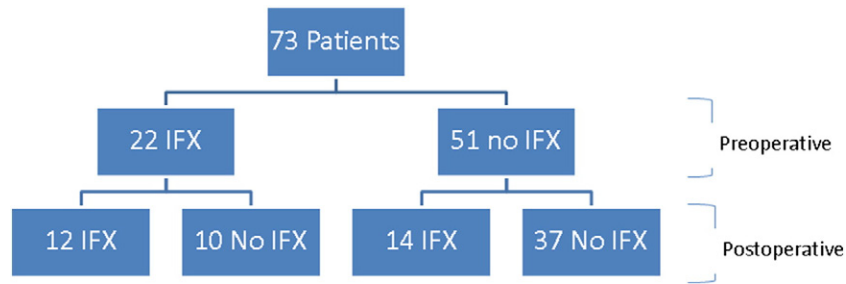 73 Patients
22 IFX
51 no IFX
Preoperative
12 IFX
10 No IFX
14 IFX
37 No IFX
Postoperative